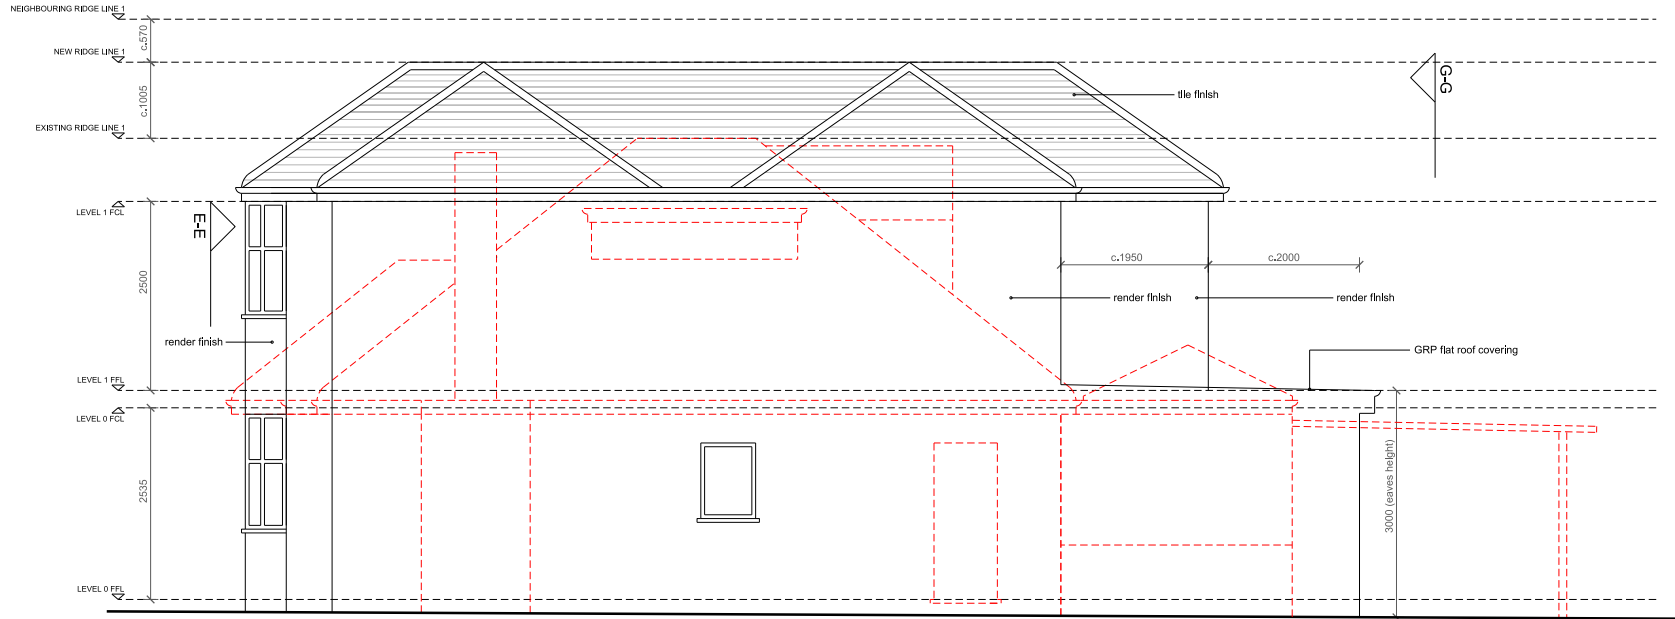 NEIGHBOURING RIDGE LINE 1
c.570
NEW RIDGE LINE 1
G-G
c.1005
tile finish
EXISTING RIDGE LINE 1
LEVEL 1 FCL
E-E
c.1950
c.2000
2500
render finish
render finish
render finish
GRP flat roof covering
LEVEL 1 FFL
LEVEL 0 FCL
2535
3000 (eaves height)
LEVEL 0 FFL